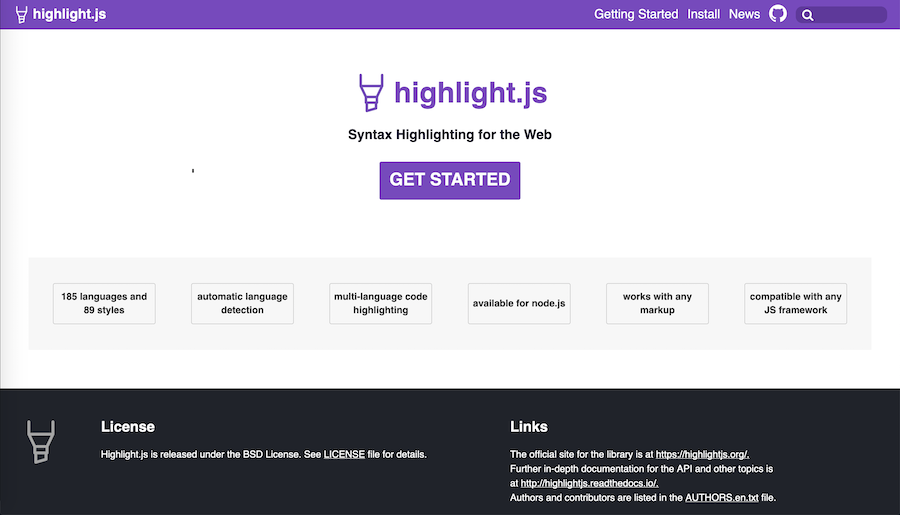 highlight.js
Getting Started
Install
News
highlight.js
Syntax Highlighting for the Web
GET STARTED
185 languages and
89 styles
automatic language
detection
multi-language code
highlighting
available for node.js
works with any
markup
compatible with any
JS framework
License
Highlight.js is released under the BSD License. See LICENSE file for details.
Links
The official site for the library is at https://highlightjs.org/.
Further in-depth documentation for the API and other topics is
at http://highlightjs.readthedocs.io/.
Authors and contributors are listed in the AUTHORS.en.txt file.